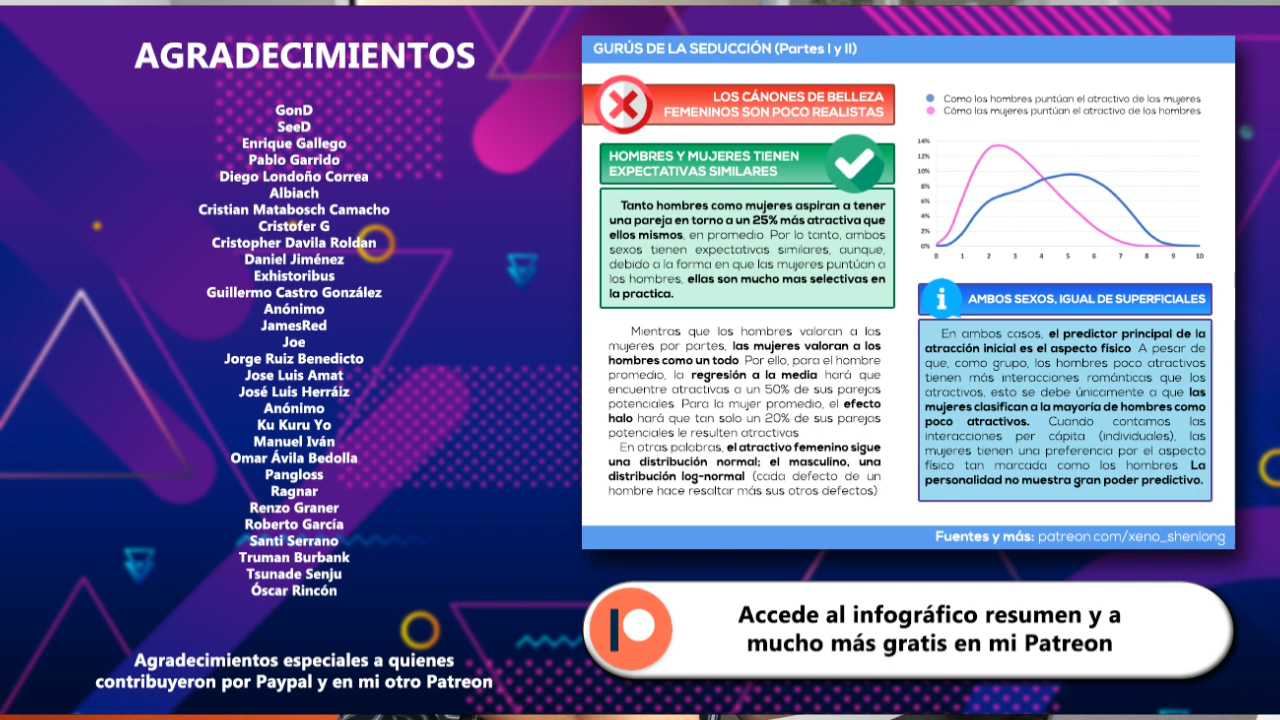 AGRADECIMIENTOS
GonD
SeeD
Enrique Gallego
Pablo Garrido
Diego Londoño Correa
Albiach
Cristian Matabosch Camacho
Cristofer G
Cristopher Davila Roldan
Daniel Jiménez
Exhistoribus
Guillermo Castro González
Anónimo
JamesRed
Joe
Jorge Ruiz Benedicto
Jose Luis Amat
José Luis Herráiz
Anónimo
Ku Kuru Yo
Manuel Iván
Omar Ávila Bedolla
Pangloss
Ragnar
Renzo Graner
Roberto García
Santi Serrano
Truman Burbank
Tsunade Senju
Óscar Rincón
Agradecimientos especiales a quienes
contribuyeron por Paypal y en mi otro Patreon
GURÚS DE LA SEDUCCIÓN (Partes I y II)
LOS CÁNONES DE BELLEZA
FEMENINOS SON POCO REALISTAS
HOMBRES Y MUJERES TIENEN
EXPECTATIVAS SIMILARES
Tanto hombres como mujeres aspiran a tener
una pareja en torno a un 25% más atractiva que
ellos mismos, en promedio. Por lo tanto, ambos
sexos tienen expectativas similares, aunque,
debido a la forma en que las mujeres puntúan a
los hombres, ellas son mucho mas selectivas en
la practica.
Mientras que los hombres valoran a las
mujeres por partes, las mujeres valoran a los
hombres como un todo. Por ello, para el hombre
promedio, la regresión a la media hará que
encuentre atractivas a un 50% de sus parejas
potenciales. Para la mujer promedio, el efecto
halo hará que tan solo un 20% de sus parejas
potenciales le resulten atractivas.
En otras palabras, el atractivo femenino sigue
una distribución normal; el masculino, una
distribución log-normal (cada defecto de un
hombre hace resaltar más sus otros defectos).
Como los hombres puntúan el atractivo de las mujeres
Cómo las mujeres puntúan el atractivo de los hombres
14%
12%
10%
8%
6%
4%
2%
0%
0 1 2 3 4 5 6 7 8 9 10
AMBOS SEXOS, IGUAL DE SUPERFICIALES
En ambos casos, el predictor principal de la
atracción inicial es el aspecto físico. A pesar de
que, como grupo, los hombres poco atractivos
tienen más interacciones románticas que los
atractivos, esto se debe únicamente a que las
mujeres clasifican a la mayoría de hombres como
poco atractivos. Cuando contamos las
interacciones per cápita (individuales), las
mujeres tienen una preferencia por el aspecto
físico tan marcada como los hombres. La
personalidad no muestra gran poder predictivo.
Fuentes y más: patreon.com/xeno_shenlong
Accede al infográfico resumen y a
mucho más gratis en mi Patreon